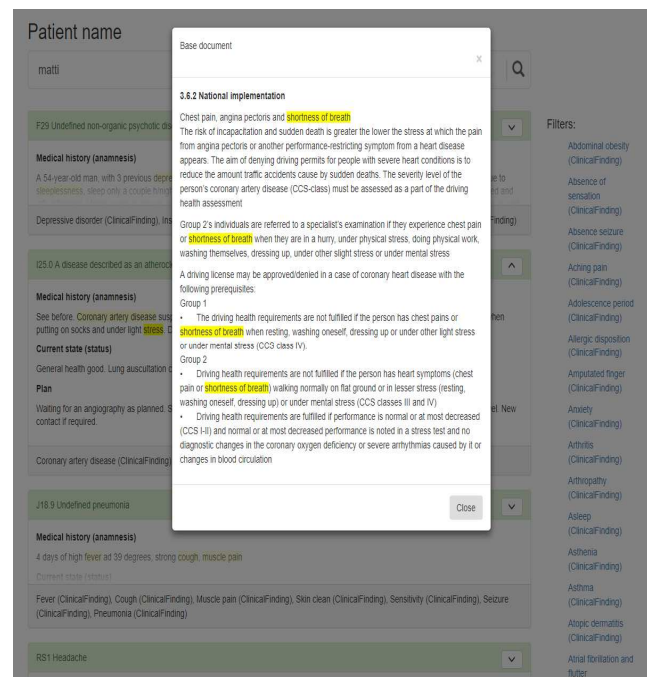 Patient name
matti
Base document
x
3.6.2 National implementation
Chest pain, angina pectoris and shortness of breath
The risk of incapacitation and sudden death is greater the lower the stress at which the pain
from angina pectoris or another performance-restricting symptom from a heart disease
appears. The aim of denying driving permits for people with severe heart conditions is to
reduce the amount traffic accidents cause by sudden deaths. The severity level of the
person's coronary artery disease (CCS-class) must be assessed as a part of the driving
health assessment
Group 2's individuals are referred to a specialist's examination if they experience chest pain
or shortness of breath when they are in a hurry, under physical stress, doing physical work,
washing themselves, dressing up, under other slight stress or under mental stress
A driving license may be approved/denied in a case of coronary heart disease with the
following prerequisites:
Group 1
• The driving health requirements are not fulfilled if the person has chest pains or
shortness of breath when resting, washing oneself, dressing up or under other light stress
or under mental stress (CCS class IV).
Group 2
• Driving health requirements are not fulfilled if the person has heart symptoms (chest
pain or shortness of breath) walking normally on flat ground or in lesser stress (resting,
washing oneself, dressing up) or under mental stress (CCS classes III and IV)
• Driving health requirements are fulfilled if performance is normal or at most decreased
(CCS I-II) and normal or at most decreased performance is noted in a stress test and no
diagnostic changes in the coronary oxygen deficiency or severe arrhythmias caused by it or
changes in blood circulation
Close
F29 Undefined non-organic psychotic dis
Medical history (anamnesis)
A 54-year-old man, with 3 previous depre
ue to
sleeplessness, sleep only a couple h/nigh
ed and
Depressive disorder (ClinicalFinding), Ins
Finding)
I25.0 A disease described as an atheroch
Medical history (anamnesis)
See before. Coronary artery disease susp
hen
putting on socks and under light stress. D
Current state (status)
General health good. Lung auscultation c
Plan
Waiting for an angiography as planned. S
el. New
contact if required.
Coronary artery disease (ClinicalFinding)
J18.9 Undefined pneumonia
Medical history (anamnesis)
4 days of high fever ad 39 degrees, strong cough, muscle pain
Current state (status)
Fever (ClinicalFinding), Cough (ClinicalFinding), Muscle pain (ClinicalFinding), Skin clean (ClinicalFinding), Sensitivity (ClinicalFinding), Seizure
(ClinicalFinding), Pneumonia (ClinicalFinding)
RS1 Headache
Filters:
Abdominal obesity
(ClinicalFinding)
Absence of
sensation
(ClinicalFinding)
Absence seizure
(ClinicalFinding)
Aching pain
(ClinicalFinding)
Adolescence period
(ClinicalFinding)
Allergic disposition
(ClinicalFinding)
Amputated finger
(ClinicalFinding)
Anxiety
(ClinicalFinding)
Arthritis
(ClinicalFinding)
Arthropathy
(ClinicalFinding)
Asleep
(ClinicalFinding)
Asthenia
(ClinicalFinding)
Asthma
(ClinicalFinding)
Atopic dermatitis
(ClinicalFinding)
Atrial fibrillation and
flutter